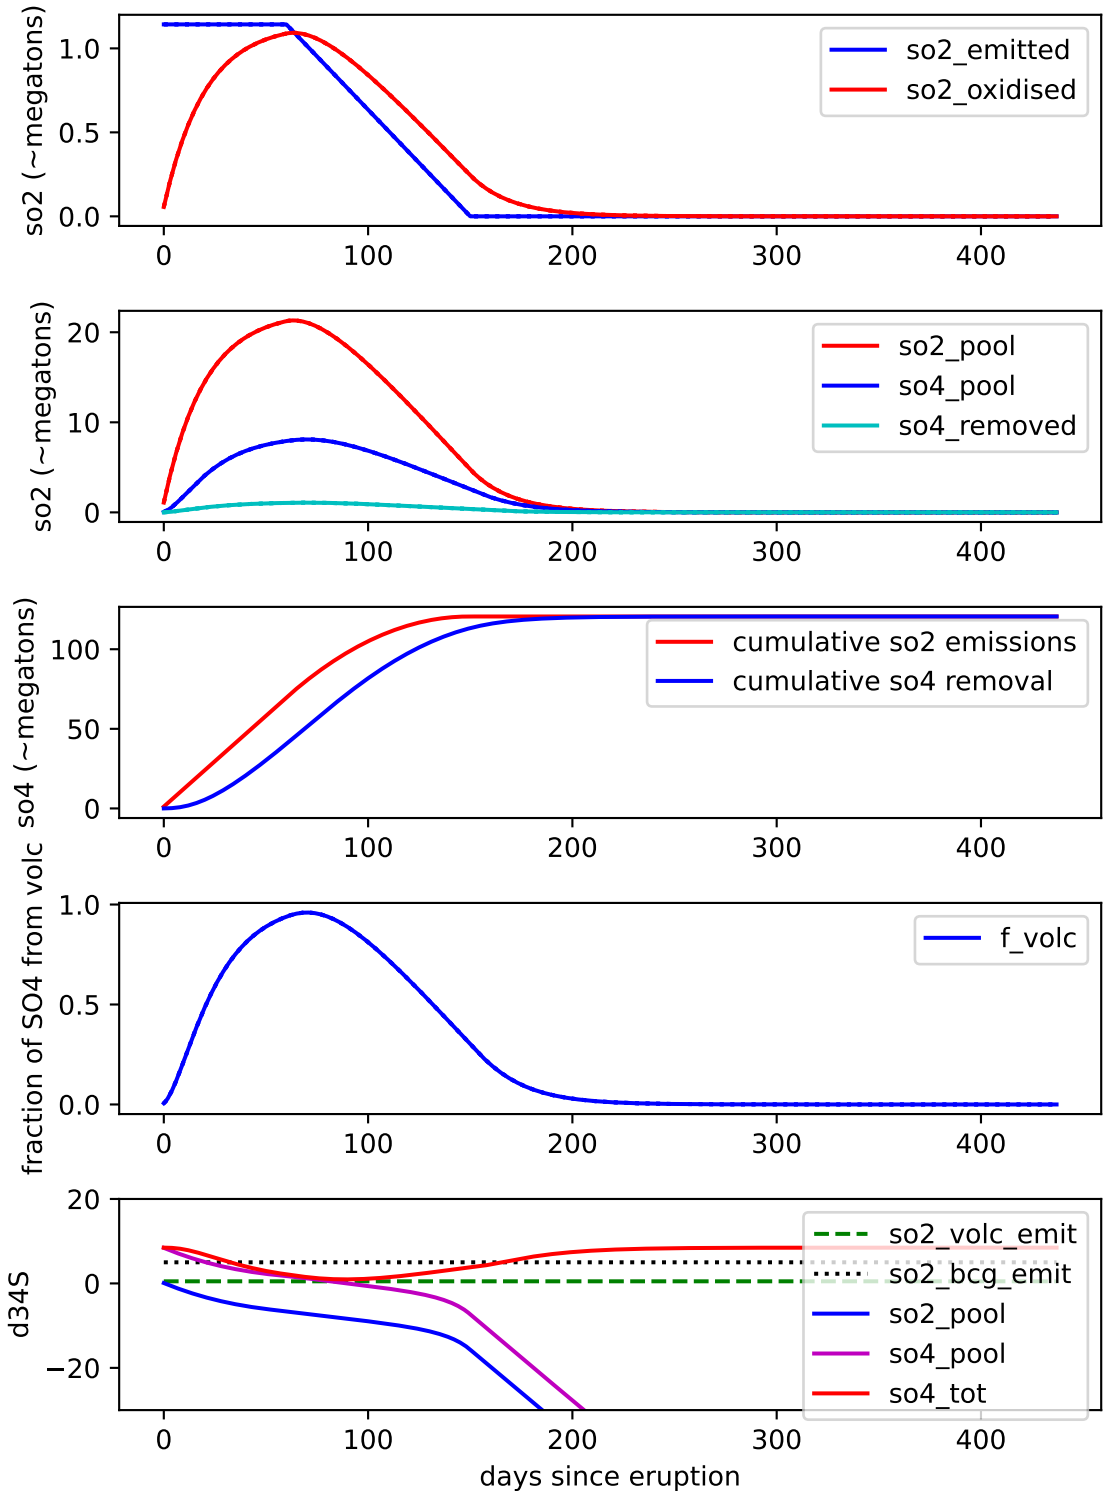 so2 (~megatons)
1.0
0.5
0.0
so2_emitted
so2_oxidised
0 100 200 300 400
so2 (~megatons)
20
10
0
so2_pool
so4_pool
so4_removed
0 100 200 300 400
so4 (~megatons)
100
50
0
cumulative so2 emissions
cumulative so4 removal
0 100 200 300 400
fraction of SO4 from volc
1.0
0.5
0.0
f_volc
0 100 200 300 400
d34S
20
0
−20
so2_volc_emit
so2_bcg_emit
so2_pool
so4_pool
so4_tot
0 100 200 300 400
days since eruption